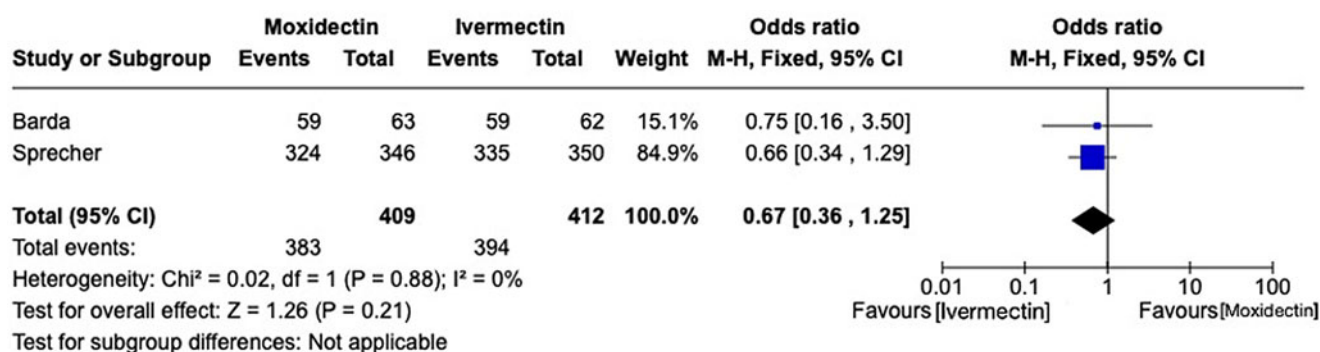 Moxidectin Ivermectin Odds ratio Odds ratio
Study or Subgroup Events Total Events Total Weight M-H, Fixed, 95% CI M-H, Fixed, 95% CI
Barda 59 63 59 62 15.1% 0.75 [0.16 , 3.50]
Sprecher 324 346 335 350 84.9% 0.66 [0.34 , 1.29]
Total (95% CI) 409 412 100.0% 0.67 [0.36 , 1.25]
Total events: 383 394
Heterogeneity: Chi² = 0.02, df = 1 (P = 0.88); I² = 0%
Test for overall effect: Z = 1.26 (P = 0.21)
Test for subgroup differences: Not applicable
0.01 0.1 1 10 100
Favours [Ivermectin] Favours [Moxidectin]